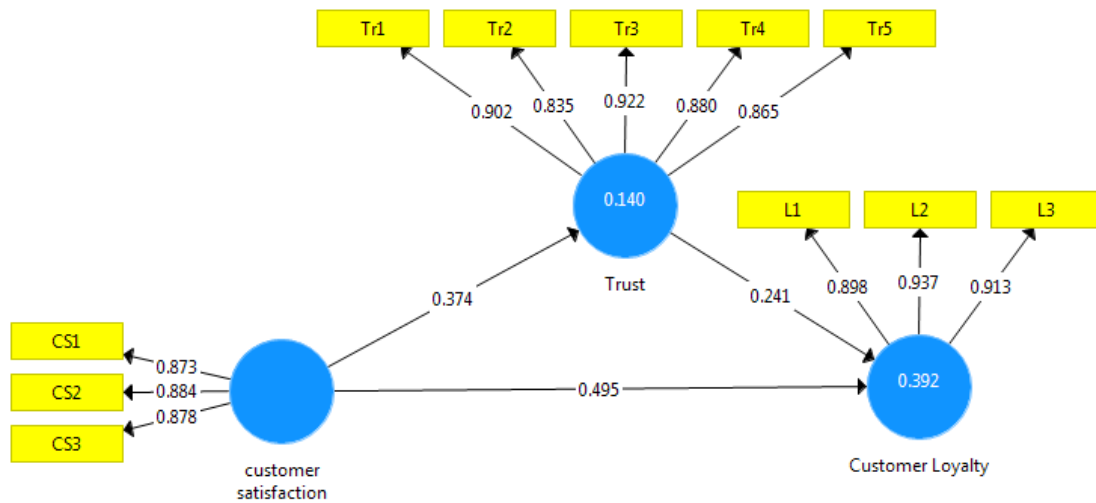 Tr1
Tr2
Tr3
Tr4
Tr5
0.902
0.835
0.922
0.880
0.865
0.140
Trust
L1
L2
L3
0.898
0.937
0.913
0.374
0.241
CS1
CS2
CS3
0.873
0.884
0.878
0.495
0.392
customer
satisfaction
Customer Loyalty